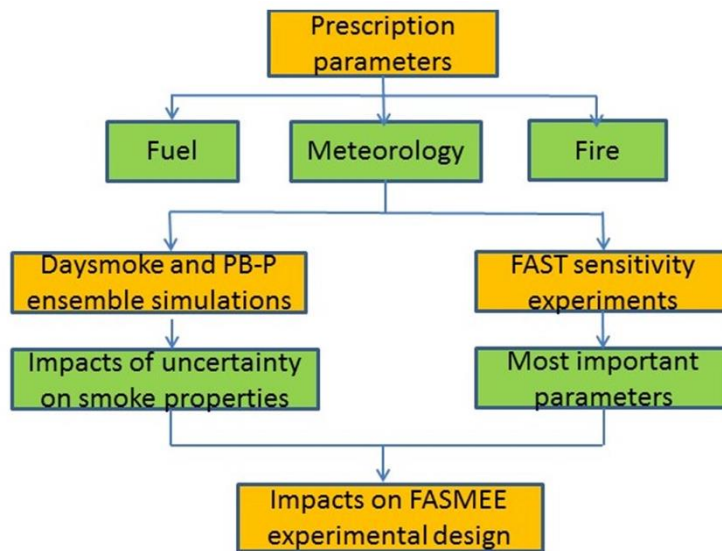 Prescription
parameters
Fuel
Meteorology
Fire
Daysmoke and PB-P
ensemble simulations
FAST sensitivity
experiments
Impacts of uncertainty
on smoke properties
Most important
parameters
Impacts on FASMEE
experimental design